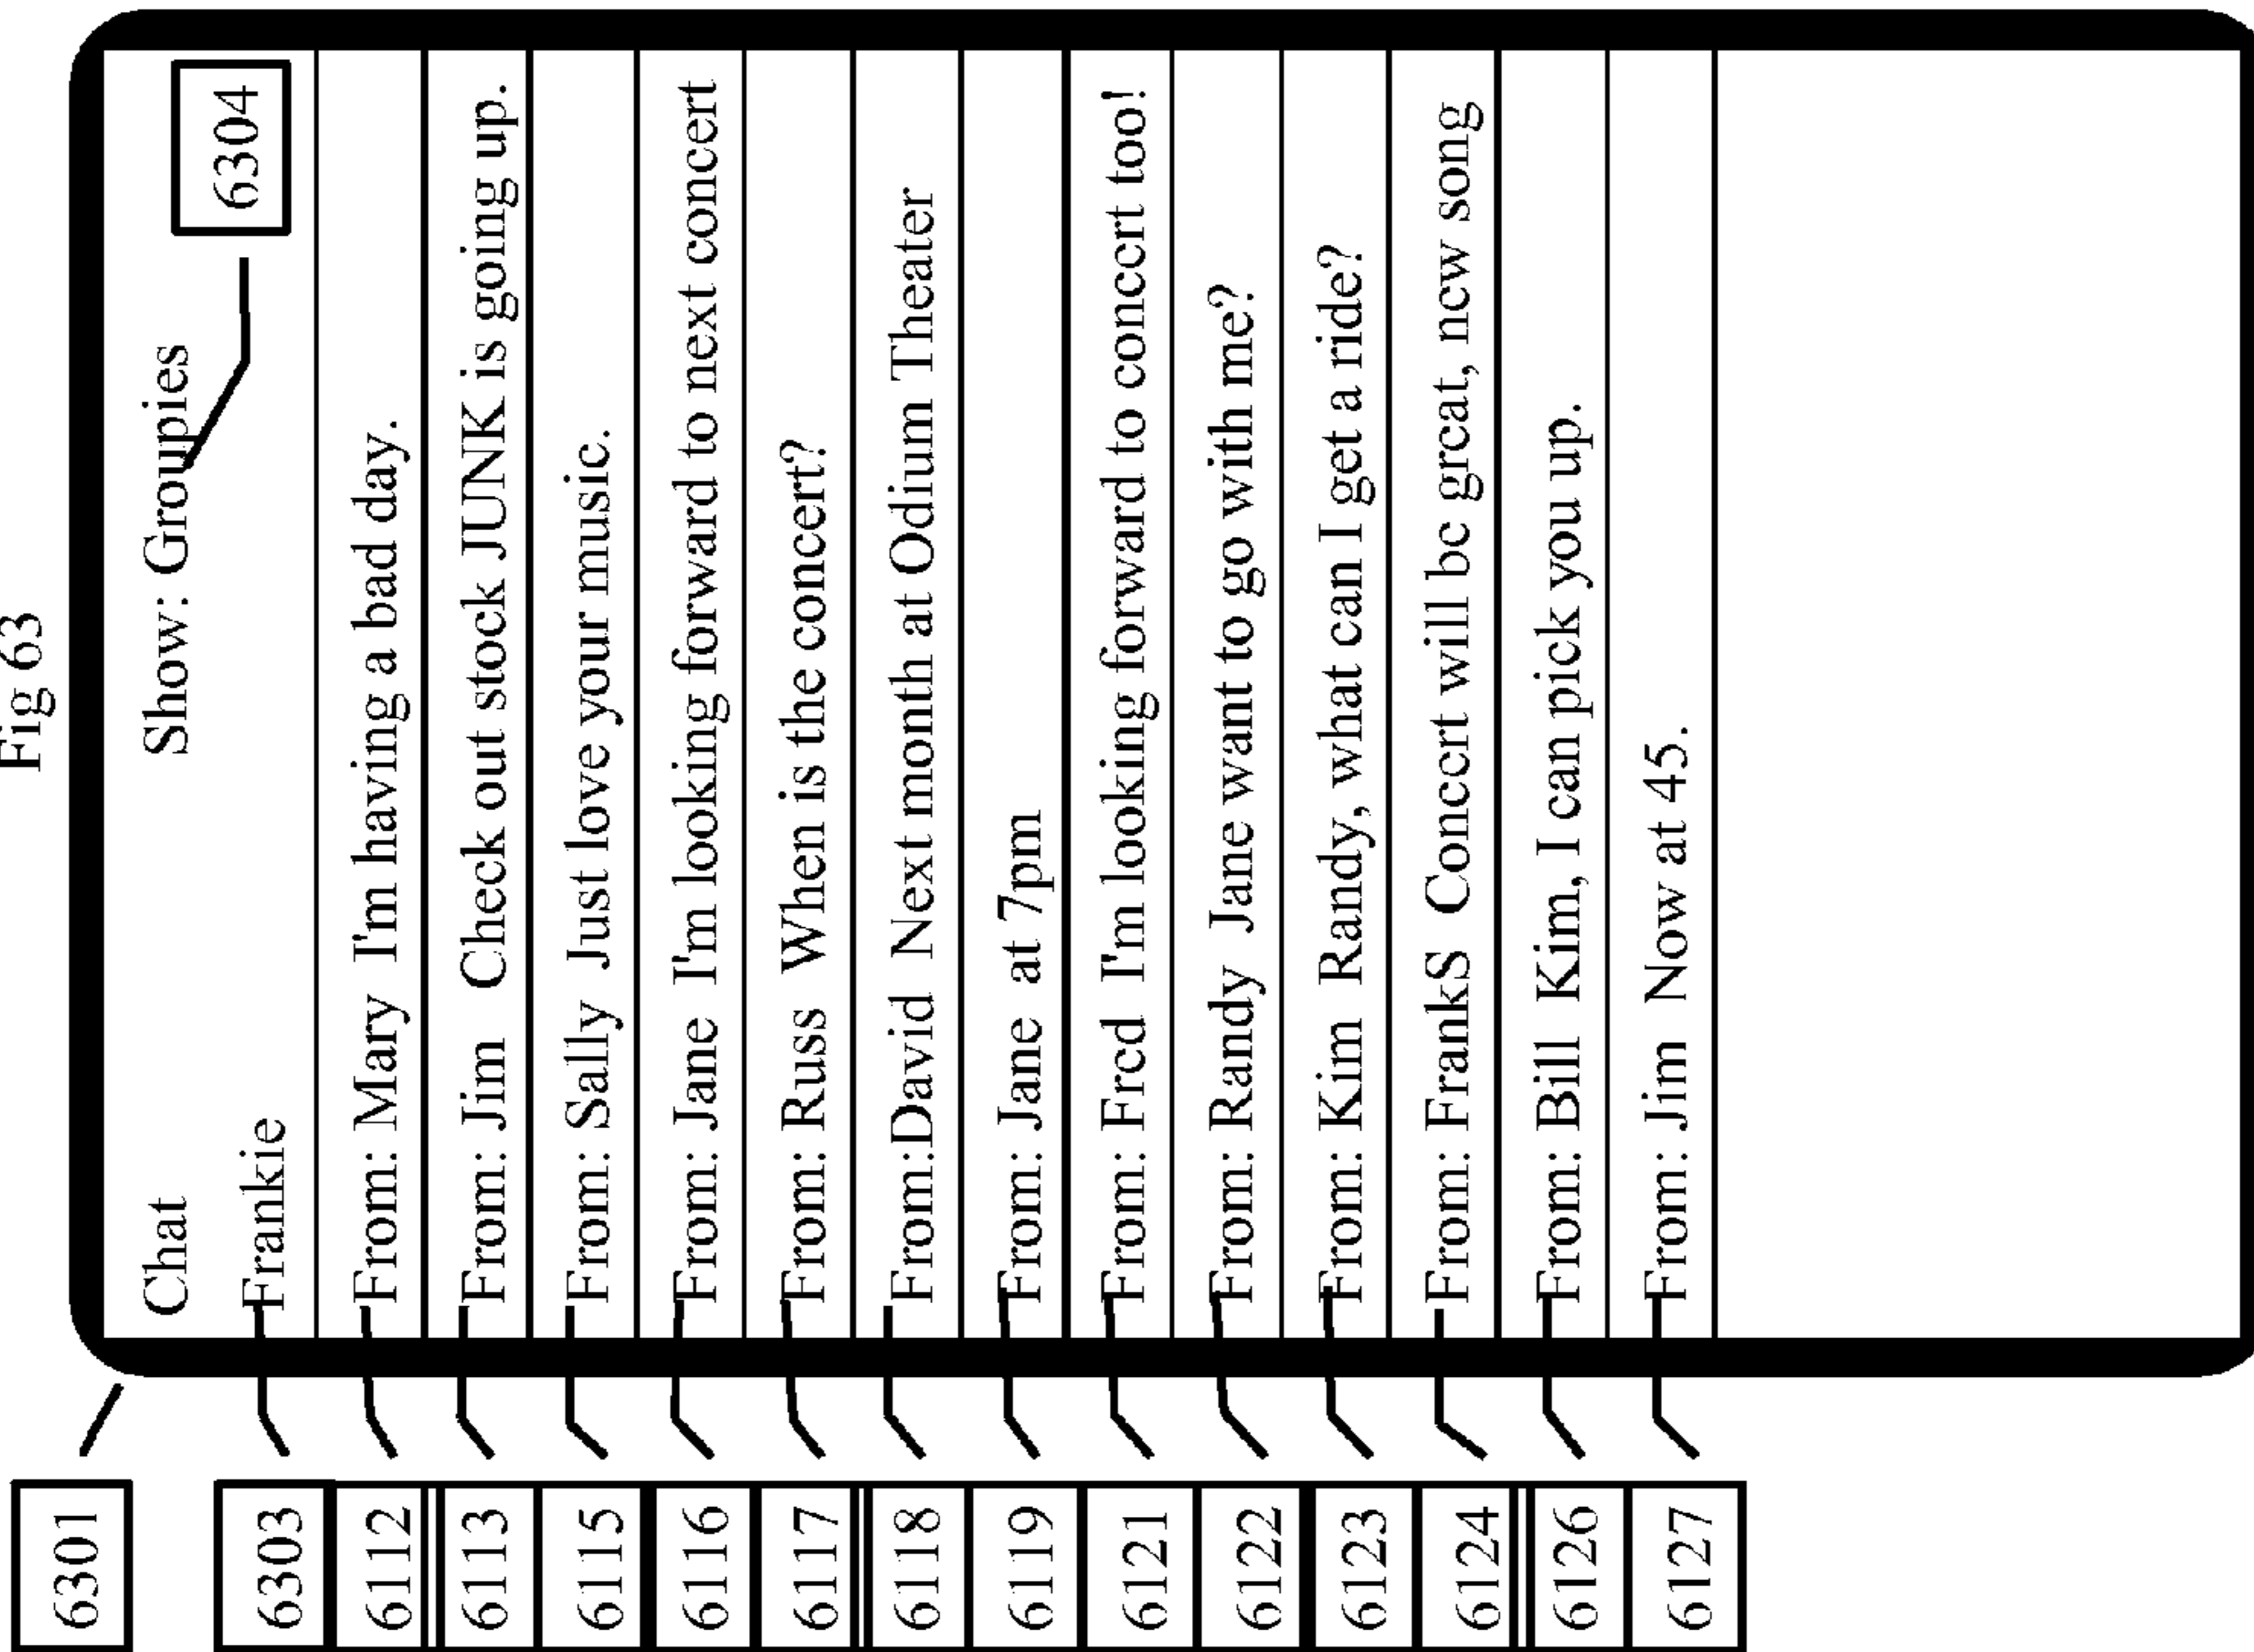 Fig 63
6301
Chat Show: Groupies
6303 Frankie 6304
6112 From: Mary I'm having a bad day.
6113 From: Jim Check out stock JUNK is going up.
6115 From: Sally Just love your music.
6116 From: Jane I'm looking forward to next concert
6117 From: Russ When is the concert?
6118 From:David Next month at Odium Theater
6119 From: Jane at 7pm
6121 From: Fred I'm looking forward to concert too!
6122 From: Randy Jane want to go with me?
6123 From: Kim Randy, what can I get a ride?
6124 From: FrankS Concert will be great, new song
6126 From: Bill Kim, I can pick you up.
6127 From: Jim Now at 45.